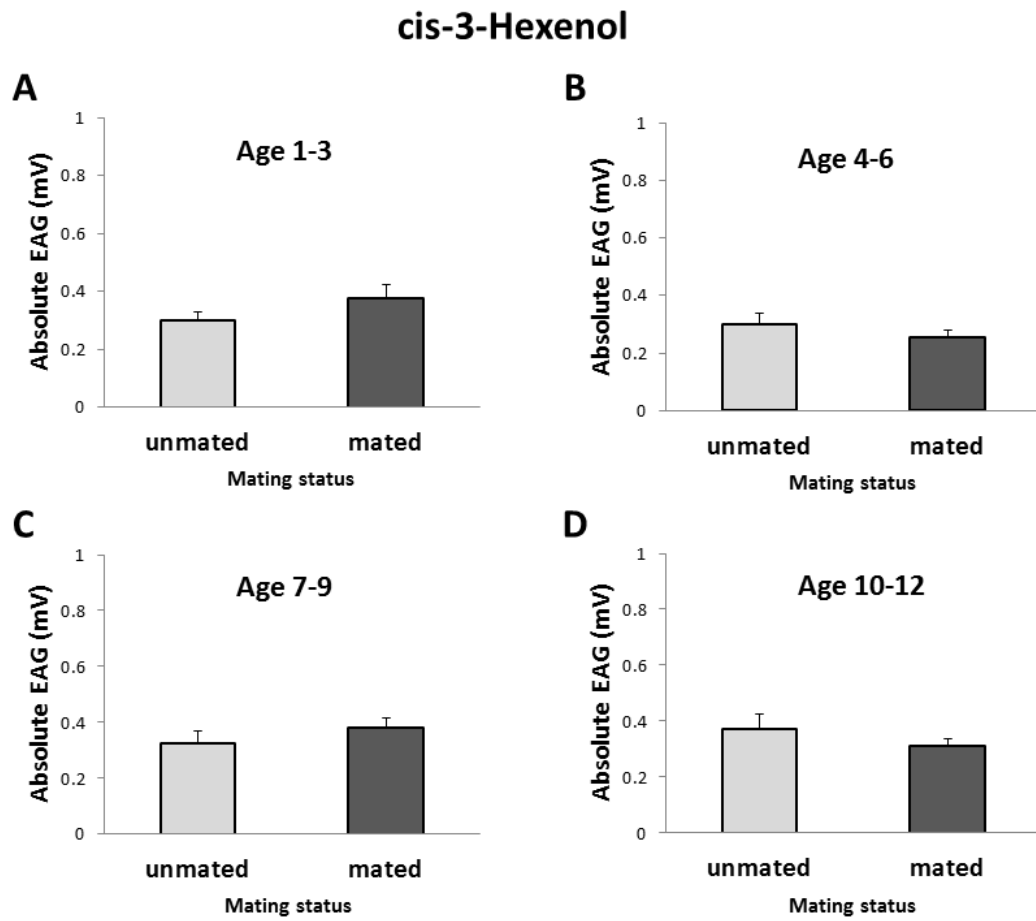 cis-3-Hexenol
A
Absolute EAG (mV)
1
0.8
0.6
0.4
0.2
0
Age 1-3
unmated mated
Mating status
B
Absolute EAG (mV)
1
0.8
0.6
0.4
0.2
0
Age 4-6
unmated mated
Mating status
C
Absolute EAG (mV)
1
0.8
0.6
0.4
0.2
0
Age 7-9
unmated mated
Mating status
D
Absolute EAG (mV)
1
0.8
0.6
0.4
0.2
0
Age 10-12
unmated mated
Mating status